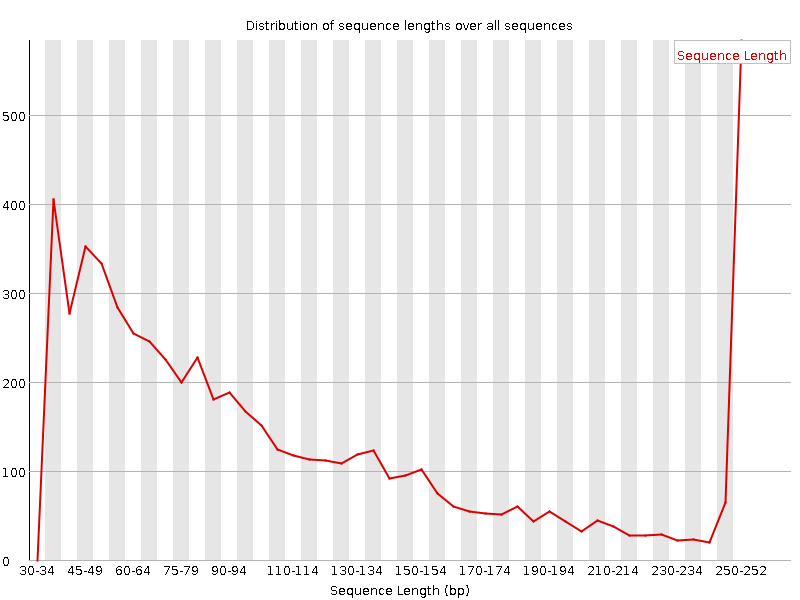 Distribution of sequence lengths over all sequences
Sequence Length
500
400
300
200
100
0
30-34 45-49 60-64 75-79 90-94 110-114 130-134 150-154 170-174 190-194 210-214 230-234 250-252
Sequence Length (bp)